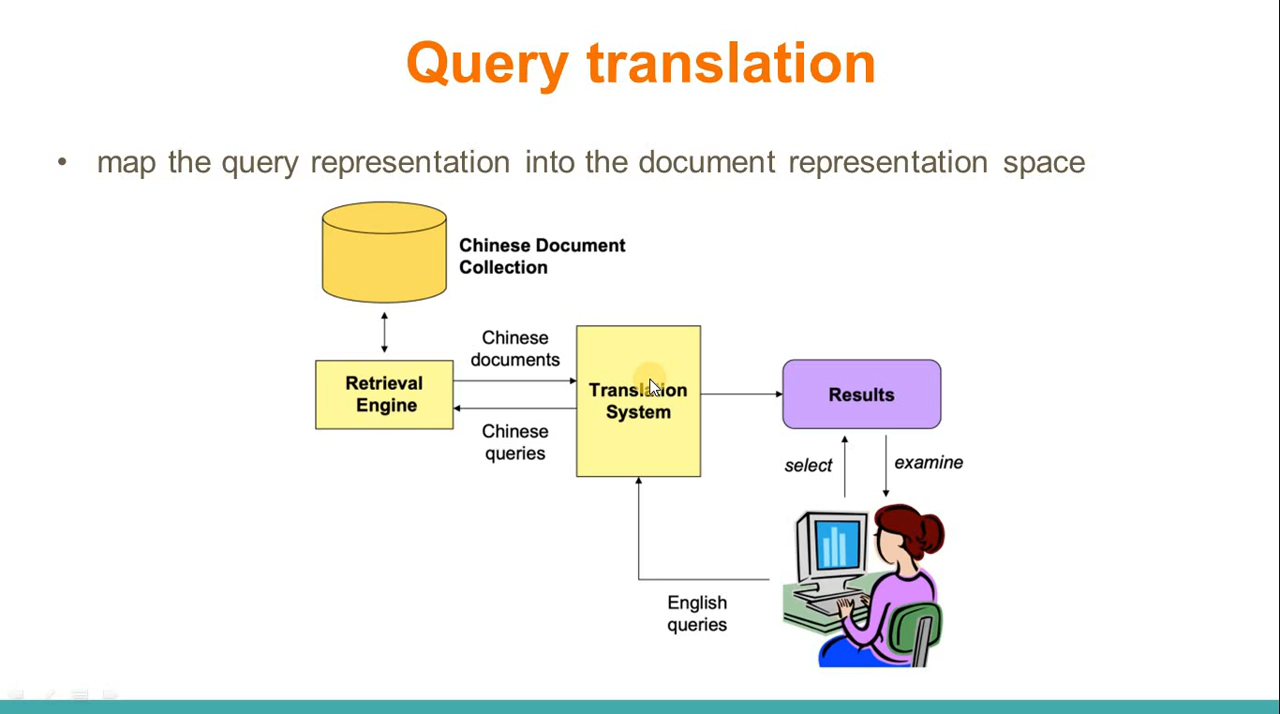 Query translation
• map the query representation into the document representation space
Chinese Document
Collection
Chinese
documents
Retrieval
Engine
Chinese
queries
Translation
System
Results
select
examine
English
queries